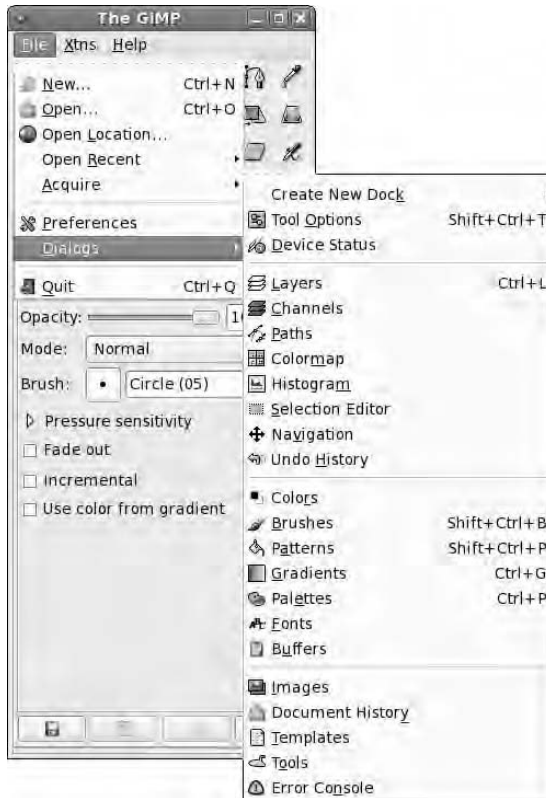 The GIMP
File Xtns Help
New... Ctrl+N
Open... Ctrl+O
Open Location...
Open Recent
Acquire
Preferences
Dialogs
Quit Ctrl+Q
Opacity:
Mode: Normal
Brush: Circle (05)
Pressure sensitivity
Fade out
Incremental
Use color from gradient
Create New Dock
Tool Options Shift+Ctrl+T
Device Status
Layers Ctrl+L
Channels
Paths
Colormap
Histogram
Selection Editor
Navigation
Undo History
Colors
Brushes Shift+Ctrl+B
Patterns Shift+Ctrl+P
Gradients Ctrl+G
Palettes Ctrl+P
Fonts
Buffers
Images
Document History
Templates
Tools
Error Console